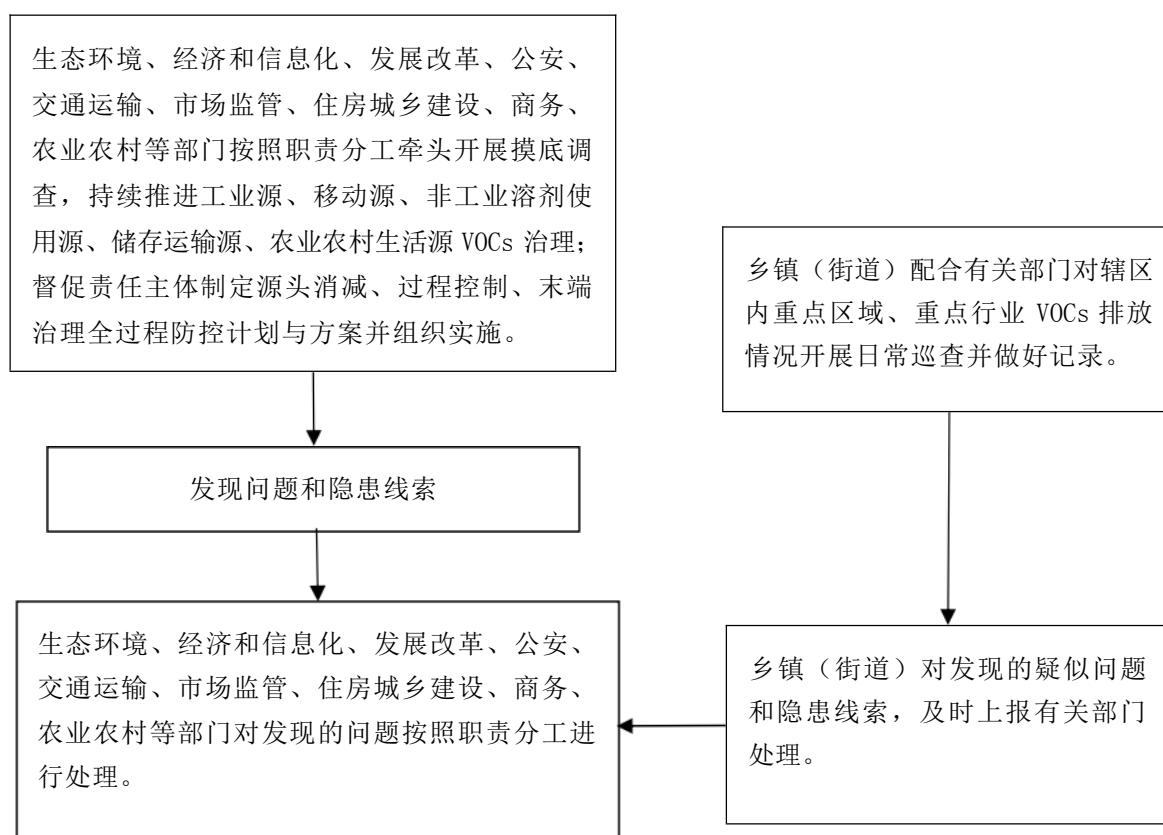 生态环境、经济和信息化、发展改革、公安、
交通运输、市场监管、住房城乡建设、商务、
农业农村等部门按照职责分工牵头开展摸底调
查，持续推进工业源、移动源、非工业溶剂使
用源、储存运输源、农业农村生活源 VOCs 治理；
督促责任主体制定源头消减、过程控制、末端
治理全过程防控计划与方案并组织实施。
发现问题和隐患线索
生态环境、经济和信息化、发展改革、公安、
交通运输、市场监管、住房城乡建设、商务、
农业农村等部门对发现的问题按照职责分工进
行处理。
乡镇（街道）配合有关部门对辖区
内重点区域、重点行业 VOCs 排放
情况开展日常巡查并做好记录。
乡镇（街道）对发现的疑似问题
和隐患线索，及时上报有关部门
处理。